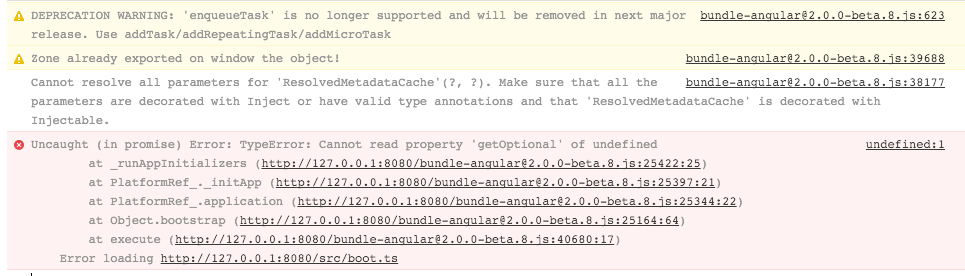 DEPRECATION WARNING: 'enqueueTask' is no longer supported and will be removed in next major bundle-angular@2.0.0-beta.8.js:623
release. Use addTask/addRepeatingTask/addMicroTask
Zone already exported on window the object! bundle-angular@2.0.0-beta.8.js:39688
Cannot resolve all parameters for 'ResolvedMetadataCache'(?, ?). Make sure that all the bundle-angular@2.0.0-beta.8.js:38177
parameters are decorated with Inject or have valid type annotations and that 'ResolvedMetadataCache' is decorated with
Injectable.
Uncaught (in promise) Error: TypeError: Cannot read property 'getOptional' of undefined undefined:1
at _runAppInitializers (http://127.0.0.1:8080/bundle-angular@2.0.0-beta.8.js:25422:25)
at PlatformRef_._initApp (http://127.0.0.1:8080/bundle-angular@2.0.0-beta.8.js:25397:21)
at PlatformRef_.application (http://127.0.0.1:8080/bundle-angular@2.0.0-beta.8.js:25344:22)
at Object.bootstrap (http://127.0.0.1:8080/bundle-angular@2.0.0-beta.8.js:25164:64)
at execute (http://127.0.0.1:8080/bundle-angular@2.0.0-beta.8.js:40680:17)
Error loading http://127.0.0.1:8080/src/boot.ts